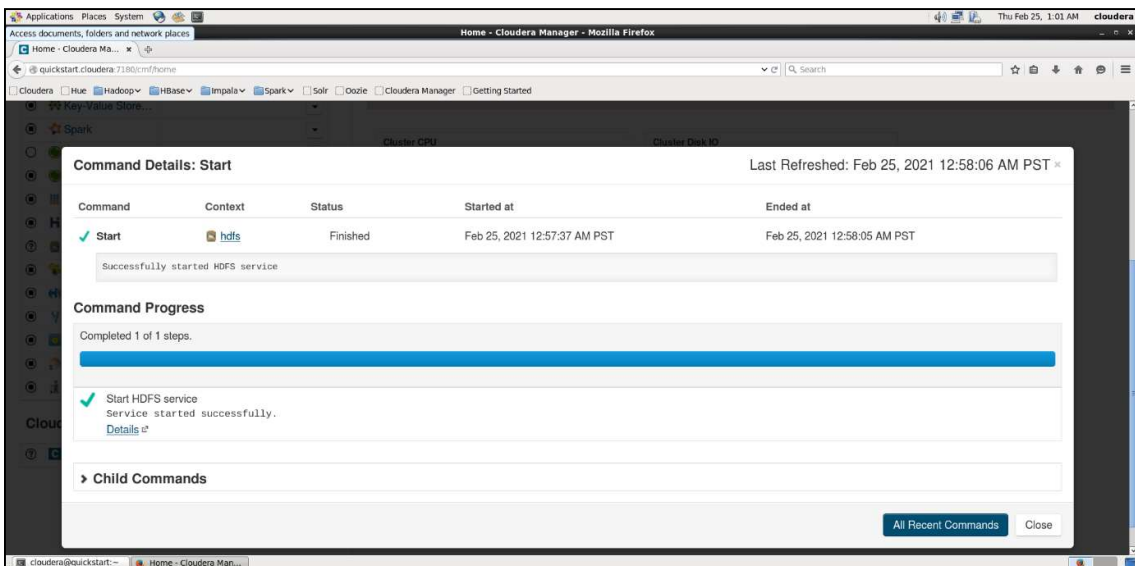 Applications Places System Thu Feb 25, 1:01 AM cloudera
Access documents, folders and network places Home - Cloudera Manager - Mozilla Firefox
Home - Cloudera Ma...
quickstart.cloudera:7180/cmf/home Search
Cloudera Hue Hadoop HBase Impala Spark Solr Oozie Cloudera Manager Getting Started
Key-Value Store...
Spark
Cluster CPU Cluster Disk IO
Command Details: Start Last Refreshed: Feb 25, 2021 12:58:06 AM PST ×
Command Context Status Started at Ended at
Start hdfs Finished Feb 25, 2021 12:57:37 AM PST Feb 25, 2021 12:58:05 AM PST
Successfully started HDFS service
Command Progress
Completed 1 of 1 steps.
Start HDFS service
Service started successfully.
Details
Child Commands
All Recent Commands Close
cloudera@quickstart:~ Home - Cloudera Man...